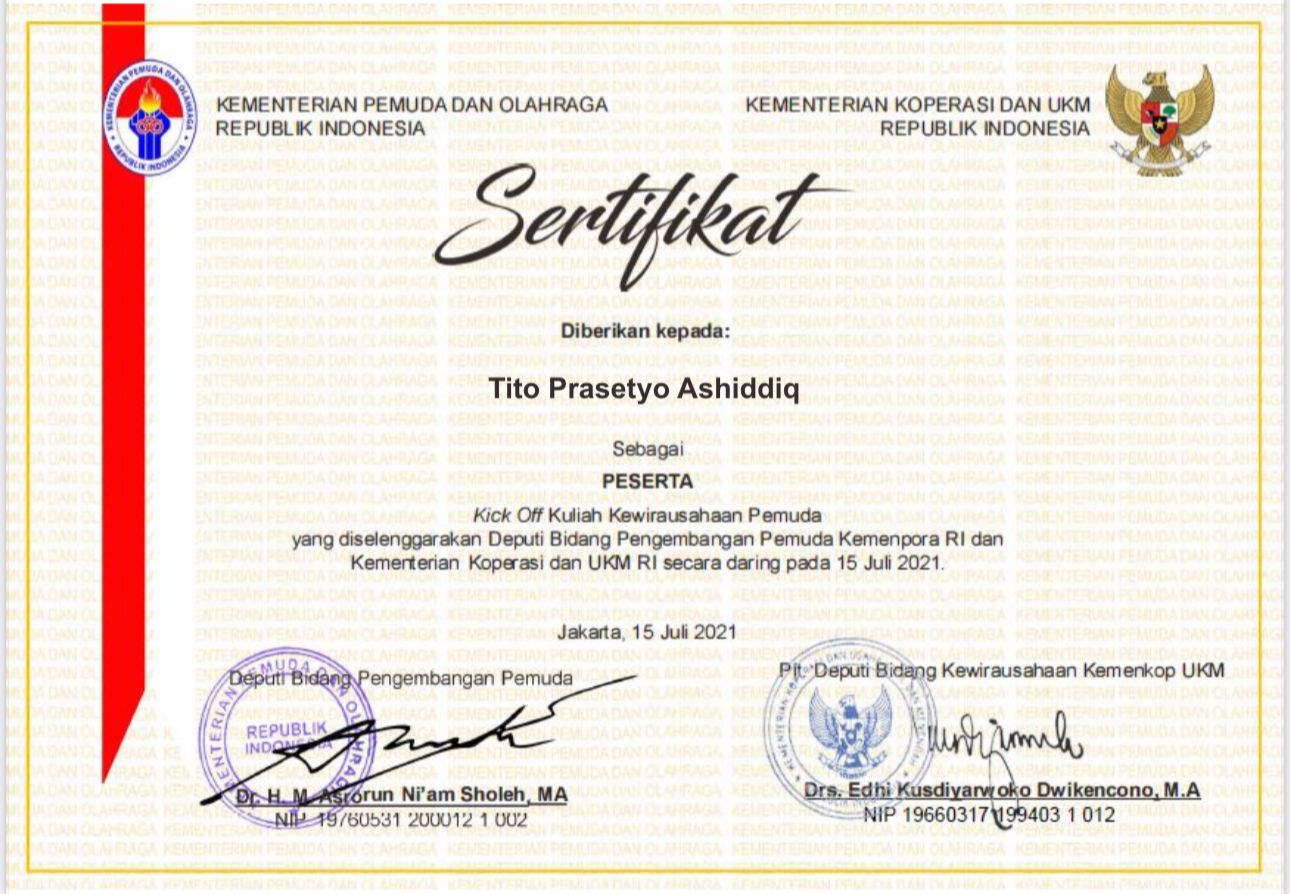 KEMENTERIAN PEMUDA DAN OLAHRAGA
REPUBLIK INDONESIA
KEMENTERIAN KOPERASI DAN UKM
REPUBLIK INDONESIA
KEMENTERIAN PEMUDA DAN OLAHRAGA
REPUBLIK INDONESIA
Sertifikat
Diberikan kepada:
Tito Prasetyo Ashiddiq
Sebagai
PESERTA
Kick Off Kuliah Kewirausahaan Pemuda
yang diselenggarakan Deputi Bidang Pengembangan Pemuda Kemenpora RI dan
Kementerian Koperasi dan UKM RI secara daring pada 15 Juli 2021.
Jakarta, 15 Juli 2021
Deputi Bidang Pengembangan Pemuda
REPUBLIK
INDONESIA
Dr. H. M. Asrorun Ni'am Sholeh, MA
NIP 19760531 200012 1 002
Plt. Deputi Bidang Kewirausahaan Kemenkop UKM
Drs. Edhi Kusdiyarwoko Dwikencono, M.A
NIP 19660317 199403 1 012